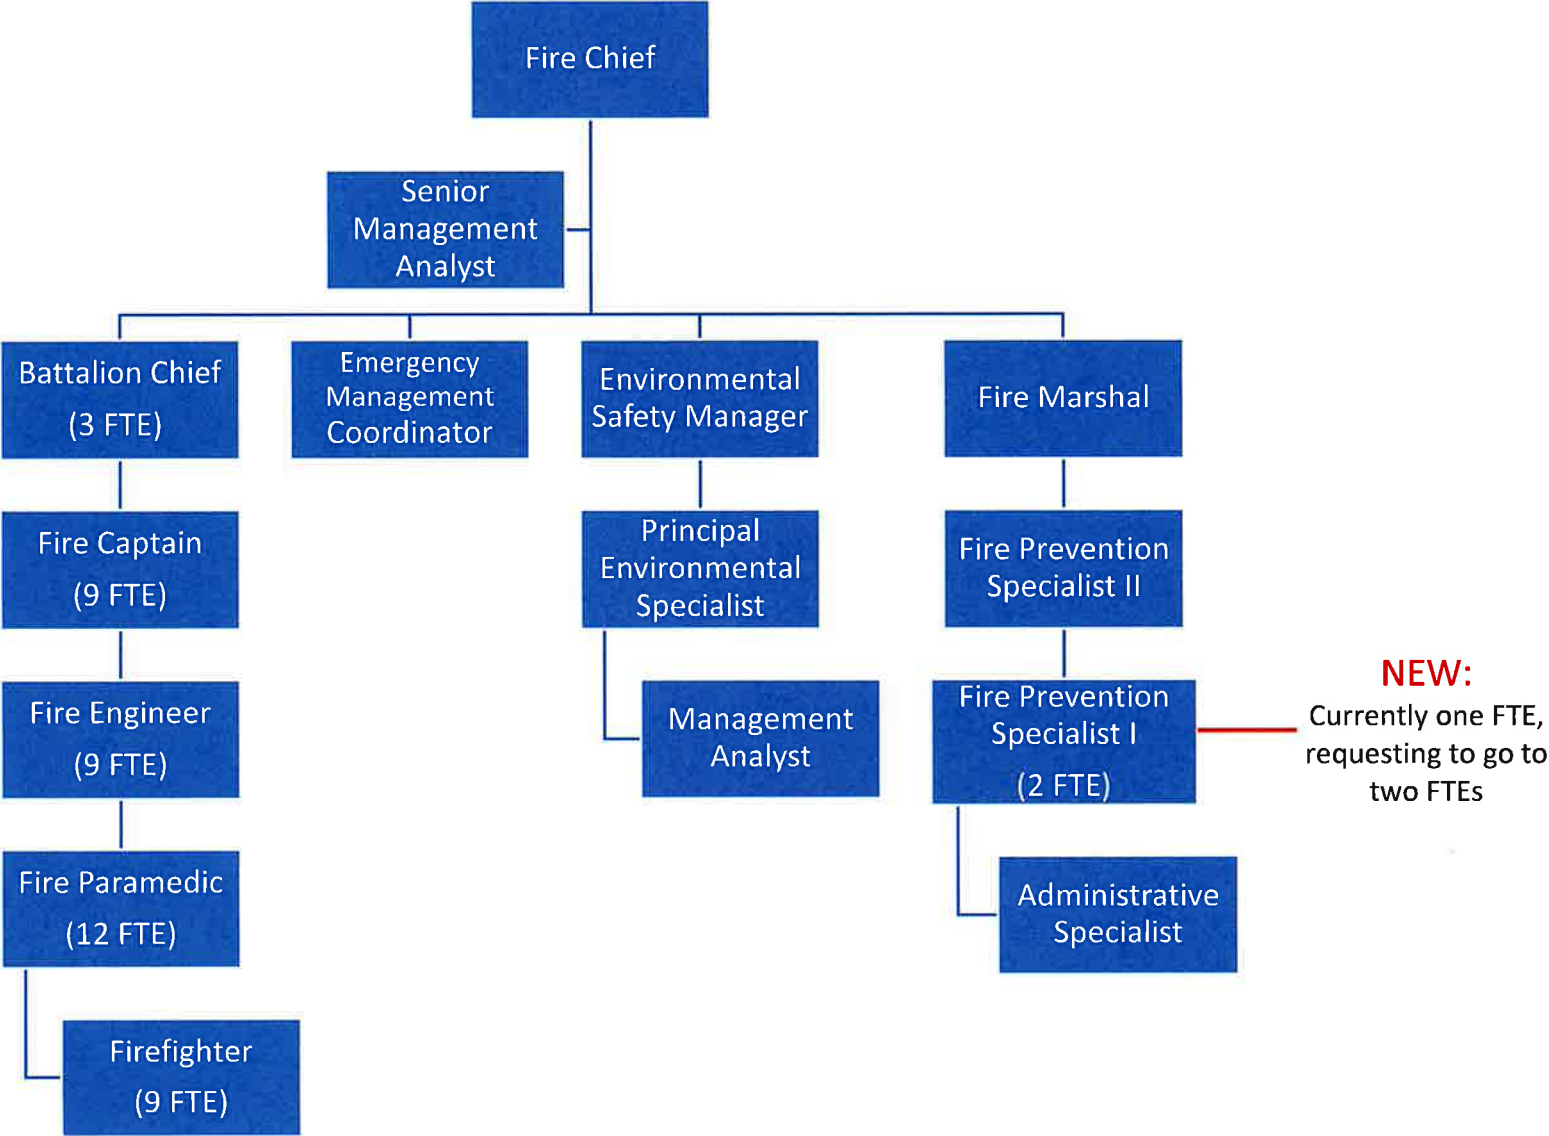 Fire Chief
Senior
Management
Analyst
Battalion Chief
(3 FTE)
Emergency
Management
Coordinator
Environmental
Safety Manager
Fire Marshal
Fire Captain
(9 FTE)
Principal
Environmental
Specialist
Fire Prevention
Specialist II
Fire Engineer
(9 FTE)
Management
Analyst
Fire Prevention
Specialist I
(2 FTE)
NEW:
Currently one FTE,
requesting to go to
two FTEs
Fire Paramedic
(12 FTE)
Administrative
Specialist
Firefighter
(9 FTE)